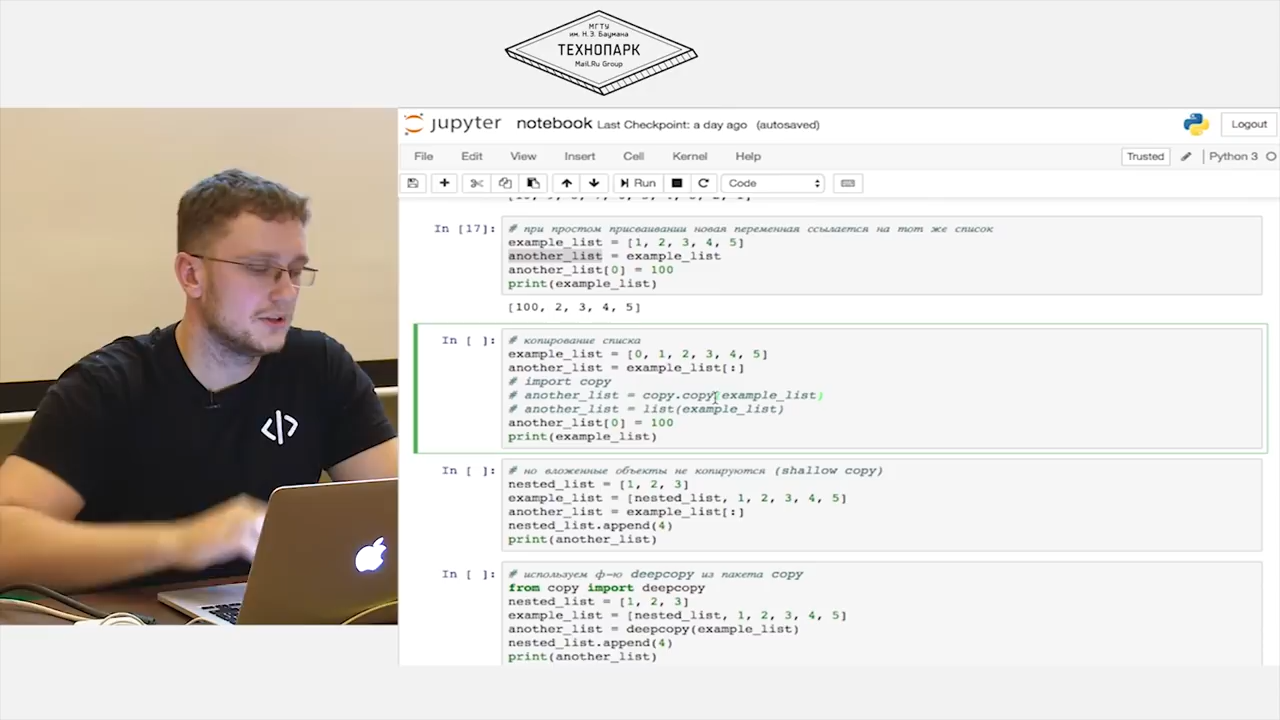 МГТУ
им. Н.Э. Баумана
ТЕХНОПАРК
Mail.Ru Group
jupyter notebook Last Checkpoint: a day ago (autosaved)
Logout
File Edit View Insert Cell Kernel Help
Trusted Python 3
Run Code
In [17]:
# при простом присваивании новая переменная ссылается на тот же список
example_list = [1, 2, 3, 4, 5]
another_list = example_list
another_list[0] = 100
print(example_list)
[100, 2, 3, 4, 5]
In [ ]:
# копирование списка
example_list = [0, 1, 2, 3, 4, 5]
another_list = example_list[:]
# import copy
# another_list = copy.copy(example_list)
# another_list = list(example_list)
another_list[0] = 100
print(example_list)
In [ ]:
# но вложенные объекты не копируются (shallow copy)
nested_list = [1, 2, 3]
example_list = [nested_list, 1, 2, 3, 4, 5]
another_list = example_list[:]
nested_list.append(4)
print(another_list)
In [ ]:
# используем ф-ю deepcopy из пакета copy
from copy import deepcopy
nested_list = [1, 2, 3]
example_list = [nested_list, 1, 2, 3, 4, 5]
another_list = deepcopy(example_list)
nested_list.append(4)
print(another_list)